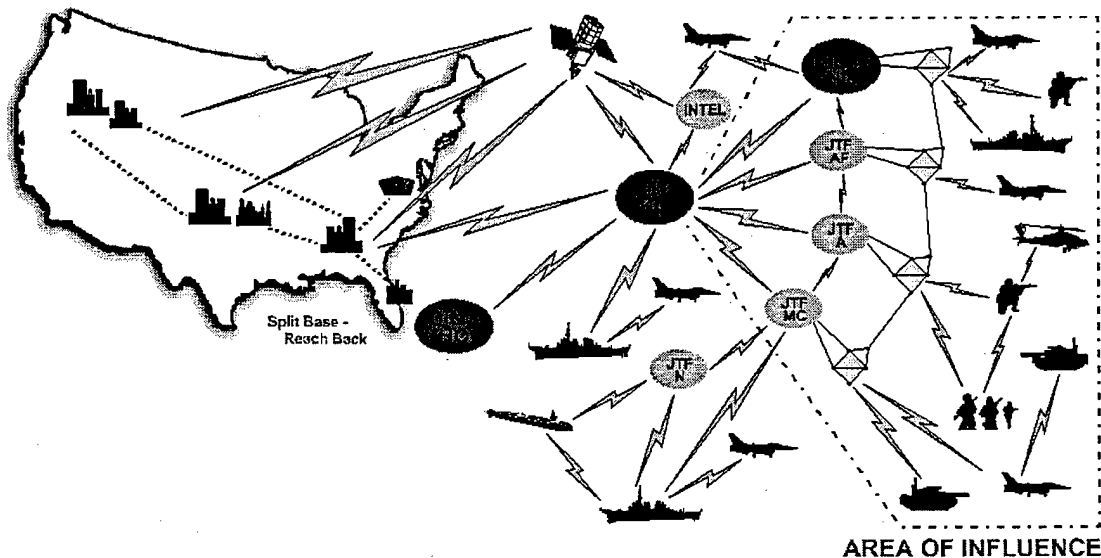 INTEL
JTF
AF
JTF
A
JTF
MC
JTF
N
Split Base -
Reach Back
AREA OF INFLUENCE